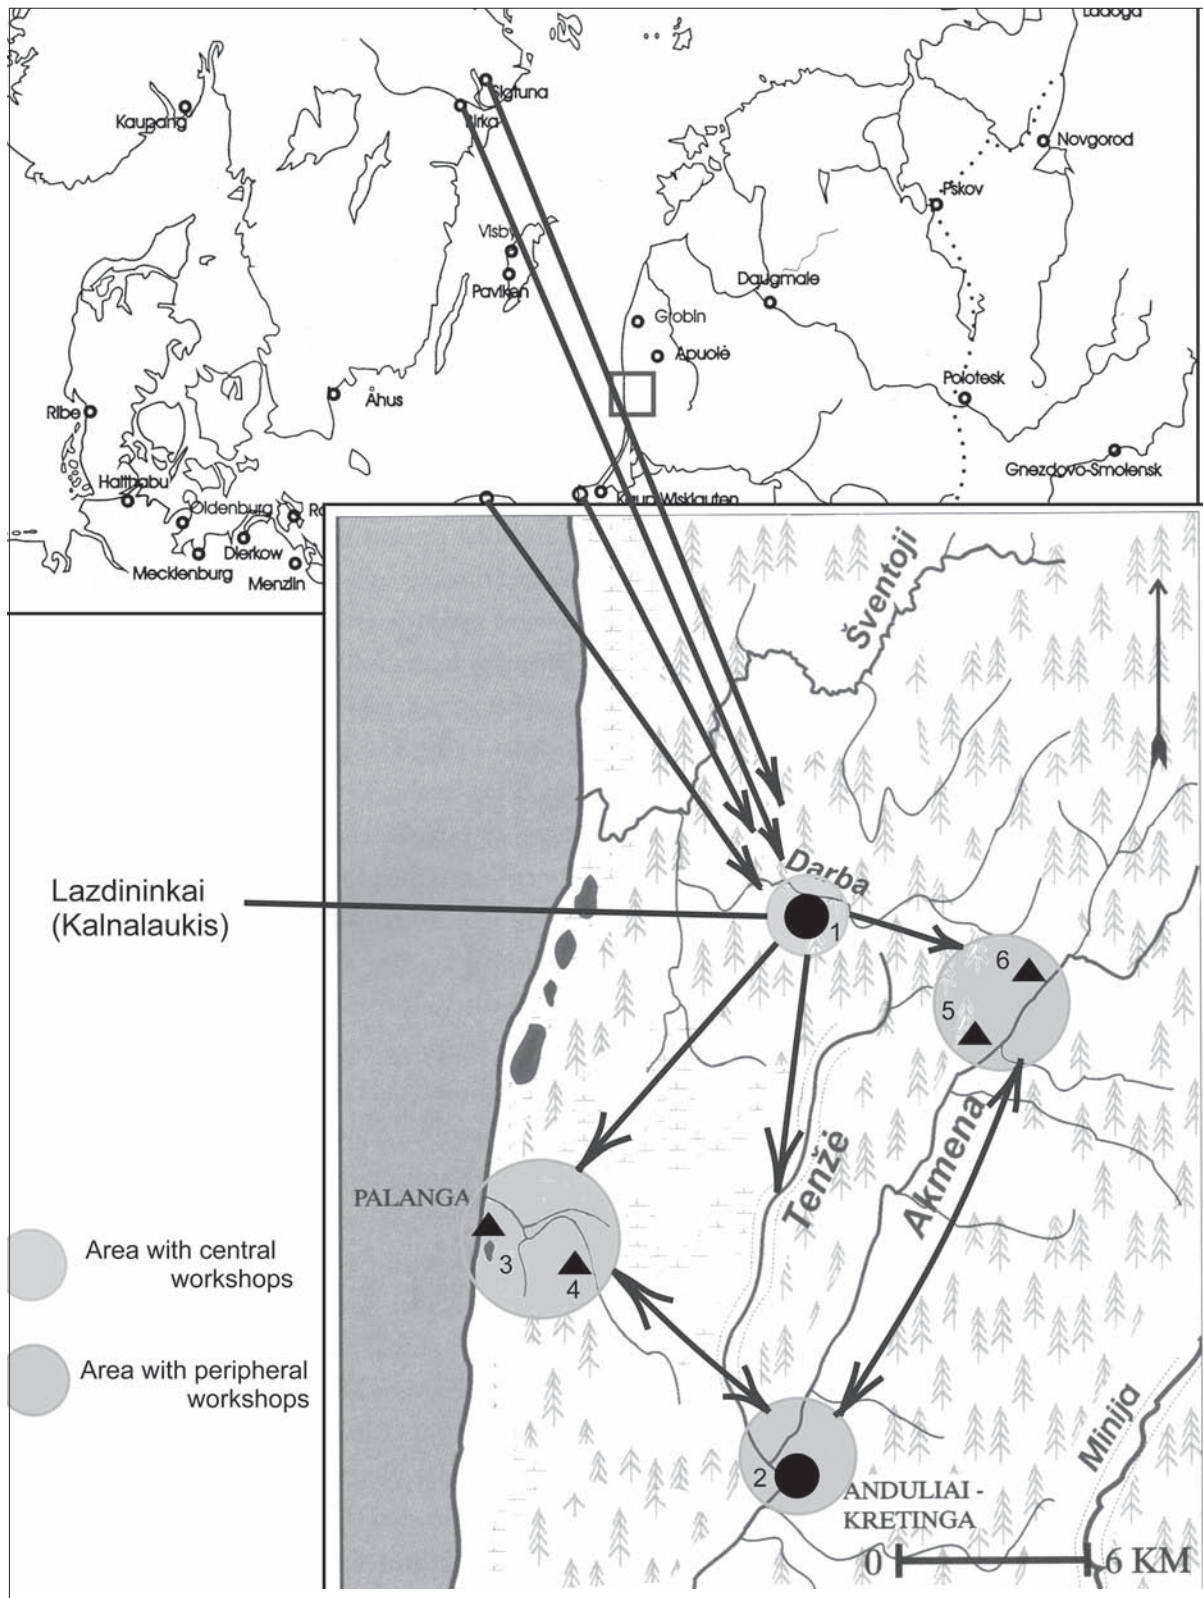 Ladoga
Sigtuna
Kaupang
Birka
Novgorod
Pskov
Visby
Paviken
Daugmale
Grobin
Apuolė
Polotesk
Åhus
Ribe
Gnezdovo-Smolensk
Haithabu
Kaup Wiskiauten
Oldenburg
Dierkow
Mecklenburg
Menzlin
Šventoji
Darba
Lazdininkai
(Kalnalaukis)
1
6
5
Tenžė
Akmena
PALANGA
3
4
Area with central
workshops
Area with peripheral
workshops
Minija
2
ANDULIAI -
KRETINGA
0 6 KM